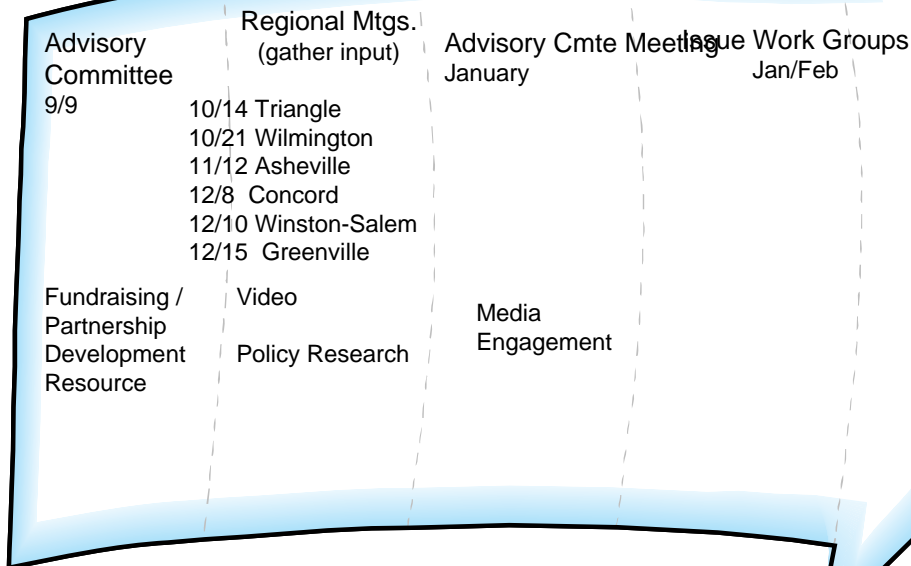 Advisory
Committee
9/9
Regional Mtgs.
(gather input)
10/14 Triangle
10/21 Wilmington
11/12 Asheville
12/8 Concord
12/10 Winston-Salem
12/15 Greenville
Advisory Cmte Meeting
January
Issue Work Groups
Jan/Feb
Fundraising /
Partnership
Development
Resource
Video
Policy Research
Media
Engagement